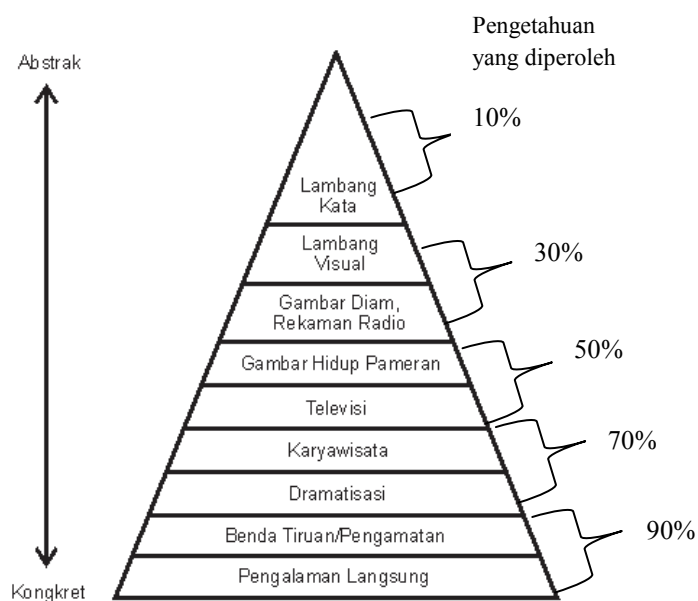 Pengetahuan
yang diperoleh
Abstrak
10%
Lambang
Kata
Lambang
Visual
30%
Gambar Diam,
Rekaman Radio
Gambar Hidup Pameran
50%
Televisi
Karyawisata
70%
Dramatisasi
Benda Tiruan/Pengamatan
90%
Pengalaman Langsung
Kongkret